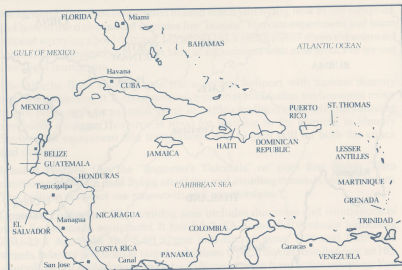 FLORIDA
Miami
GULF OF MEXICO
BAHAMAS
ATLANTIC OCEAN
Havana
CUBA
MEXICO
PUERTO
RICO
ST. THOMAS
BELIZE
GUATEMALA
JAMAICA
HAITI
DOMINICAN
REPUBLIC
LESSER
ANTILLES
HONDURAS
Tegucigalpa
CARIBBEAN SEA
MARTINIQUE
GRENADA
EL
SALVADOR
Managua
NICARAGUA
COLOMBIA
TRINIDAD
COSTA RICA
Caracas
San Jose
Canal
PANAMA
VENEZUELA